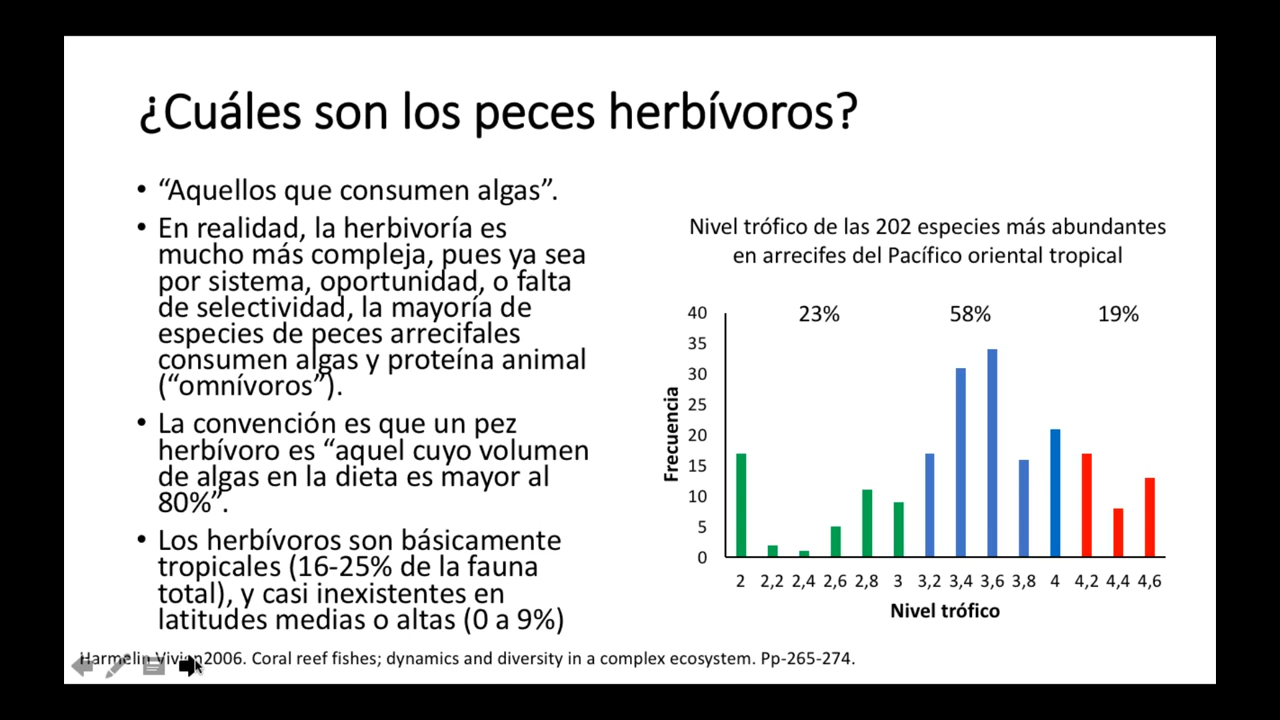 ¿Cuáles son los peces herbívoros?
• “Aquellos que consumen algas”.
• En realidad, la herbivoría es
mucho más compleja, pues ya sea
por sistema, oportunidad, o falta
de selectividad, la mayoría de
especies de peces arrecifales
consumen algas y proteína animal
(“omnívoros”).
• La convención es que un pez
herbívoro es “aquel cuyo volumen
de algas en la dieta es mayor al
80%”.
• Los herbívoros son básicamente
tropicales (16-25% de la fauna
total), y casi inexistentes en
latitudes medias o altas (0 a 9%)
Nivel trófico de las 202 especies más abundantes
en arrecifes del Pacífico oriental tropical
23% 58% 19%
Frecuencia
40
35
30
25
20
15
10
5
0
2 2,2 2,4 2,6 2,8 3 3,2 3,4 3,6 3,8 4 4,2 4,4 4,6
Nivel trófico
Harmelin Vivian 2006. Coral reef fishes; dynamics and diversity in a complex ecosystem. Pp-265-274.